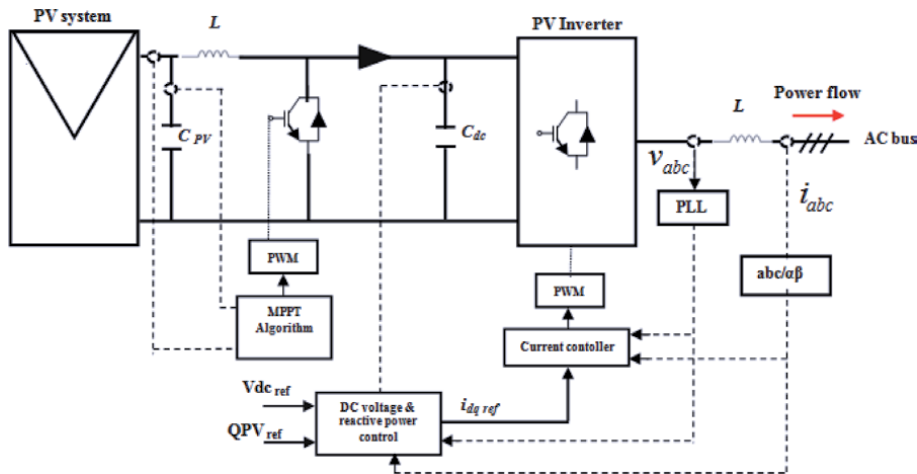 PV system
L
PV Inverter
C PV
C dc
L
Power flow
AC bus
v abc
i abc
PLL
PWM
PWM
abc/αβ
MPPT
Algorithm
Current contoller
Vdc ref
QPV ref
DC voltage &
reactive power
control
i dq ref